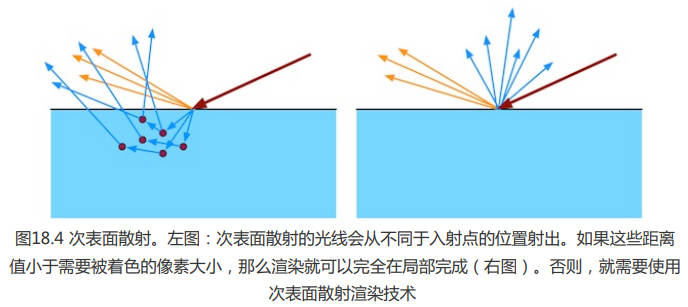 图18.4 次表面散射。左图：次表面散射的光线会从不同于入射点的位置射出。如果这些距离
值小于需要被着色的像素大小，那么渲染就可以完全在局部完成（右图）。否则，就需要使用
次表面散射渲染技术